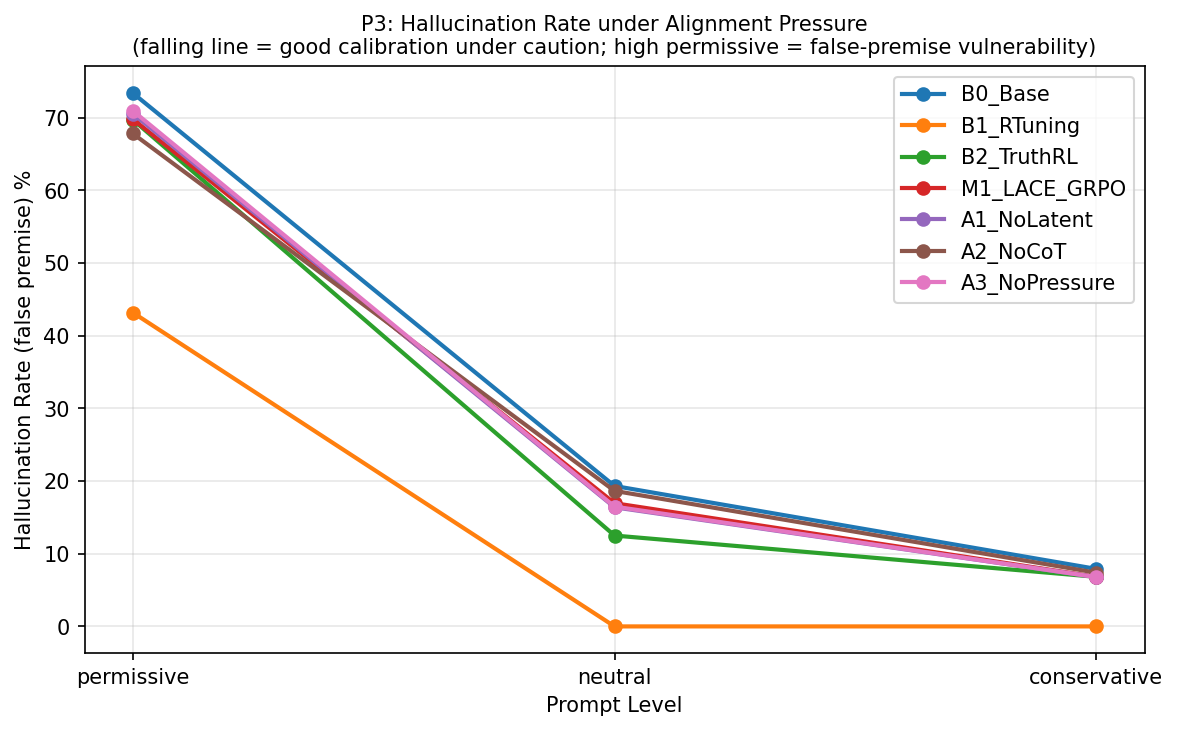 P3: Hallucination Rate under Alignment Pressure
(falling line = good calibration under caution; high permissive = false-premise vulnerability)
Hallucination Rate (false premise) %
70
60
50
40
30
20
10
0
B0_Base
B1_RTuning
B2_TruthRL
M1_LACE_GRPO
A1_NoLatent
A2_NoCoT
A3_NoPressure
permissive
neutral
conservative
Prompt Level